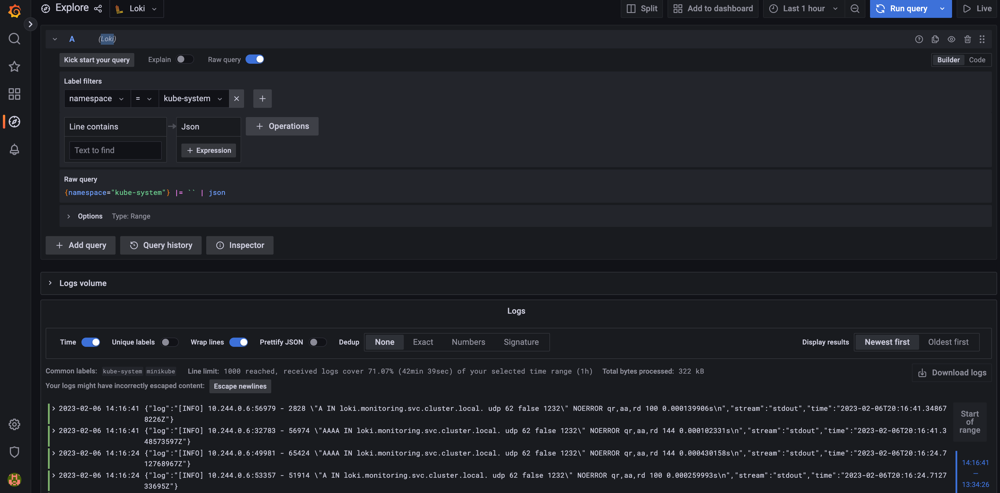 Explore
Loki
Split
Add to dashboard
Last 1 hour
Run query
Live
A
(Loki)
Kick start your query
Explain
Raw query
Builder
Code
Label filters
namespace
=
kube-system
Line contains
Json
+ Operations
Text to find
+ Expression
Raw query
{namespace="kube-system"} |= `` | json
Options
Type: Range
+ Add query
Query history
Inspector
Logs volume
Logs
Time
Unique labels
Wrap lines
Prettify JSON
Dedup
None
Exact
Numbers
Signature
Display results
Newest first
Oldest first
Common labels: kube-system minikube
Line limit: 1000 reached, received logs cover 71.07% (42min 39sec) of your selected time range (1h)
Total bytes processed: 322 kB
Download logs
Your logs might have incorrectly escaped content:
Escape newlines
2023-02-06 14:16:41 {"log":"[INFO] 10.244.0.6:56979 - 2828 \"A IN loki.monitoring.svc.cluster.local. udp 62 false 1232\" NOERROR qr,aa,rd 100 0.000139906s\n","stream":"stdout","time":"2023-02-06T20:16:41.34867
8226Z"}
2023-02-06 14:16:41 {"log":"[INFO] 10.244.0.6:32783 - 56974 \"AAAA IN loki.monitoring.svc.cluster.local. udp 62 false 1232\" NOERROR qr,aa,rd 144 0.000102331s\n","stream":"stdout","time":"2023-02-06T20:16:41.3
48573597Z"}
2023-02-06 14:16:24 {"log":"[INFO] 10.244.0.6:49981 - 65424 \"AAAA IN loki.monitoring.svc.cluster.local. udp 62 false 1232\" NOERROR qr,aa,rd 144 0.000430158s\n","stream":"stdout","time":"2023-02-06T20:16:24.7
12768967Z"}
2023-02-06 14:16:24 {"log":"[INFO] 10.244.0.6:53357 - 51914 \"A IN loki.monitoring.svc.cluster.local. udp 62 false 1232\" NOERROR qr,aa,rd 100 0.000259993s\n","stream":"stdout","time":"2023-02-06T20:16:24.7127
33695Z"}
Start
of
range
14:16:41
—
13:34:26